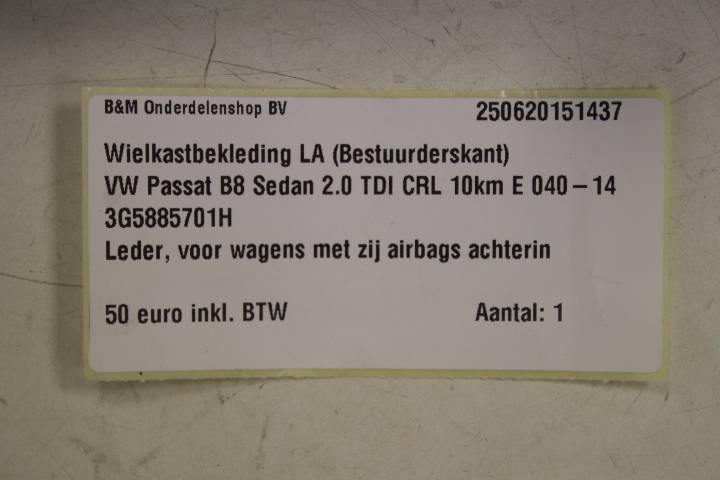 B&M Onderdelenshop BV 250620151437
Wielkastbekleding LA (Bestuurderskant)
VW Passat B8 Sedan 2.0 TDI CRL 10km E 040 – 14
3G5885701H
Leder, voor wagens met zij airbags achterin
50 euro inkl. BTW Aantal: 1